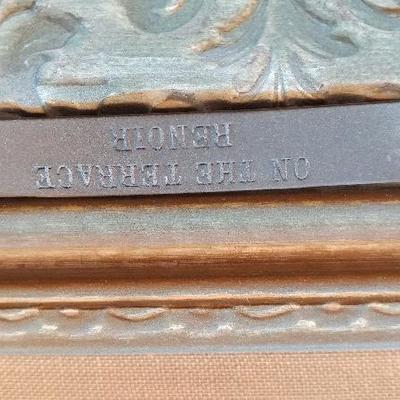 ON THE TERRACE
RENOIR